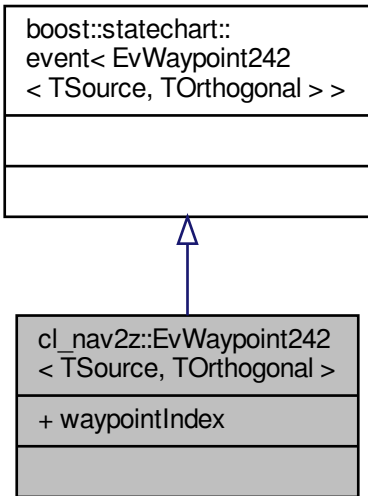 boost::statechart::
event< EvWaypoint242
< TSource, TOrthogonal > >
cl_nav2z::EvWaypoint242
< TSource, TOrthogonal >
+ waypointIndex